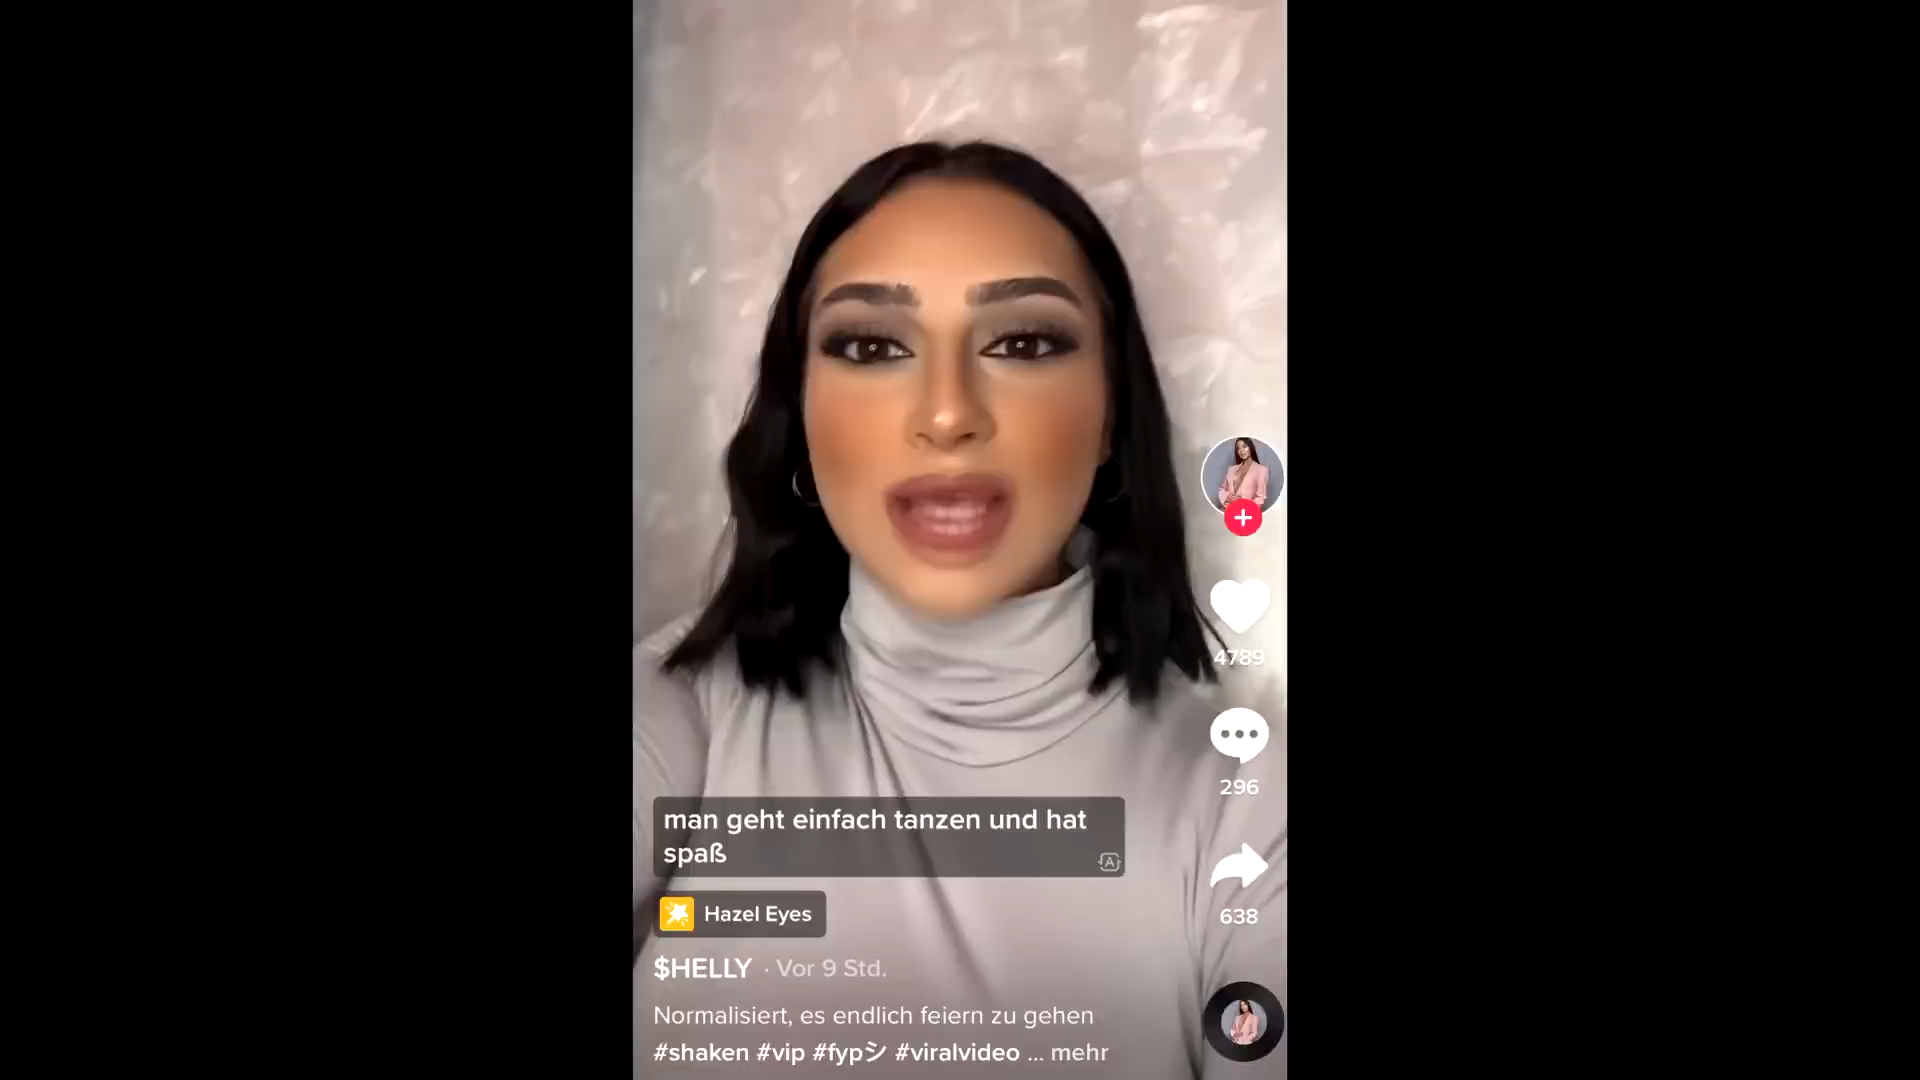 4789
296
638
man geht einfach tanzen und hat
spaß
Hazel Eyes
$HELLY · Vor 9 Std.
Normalisiert, es endlich feiern zu gehen
#shaken #vip #fypシ #viralvideo ... mehr